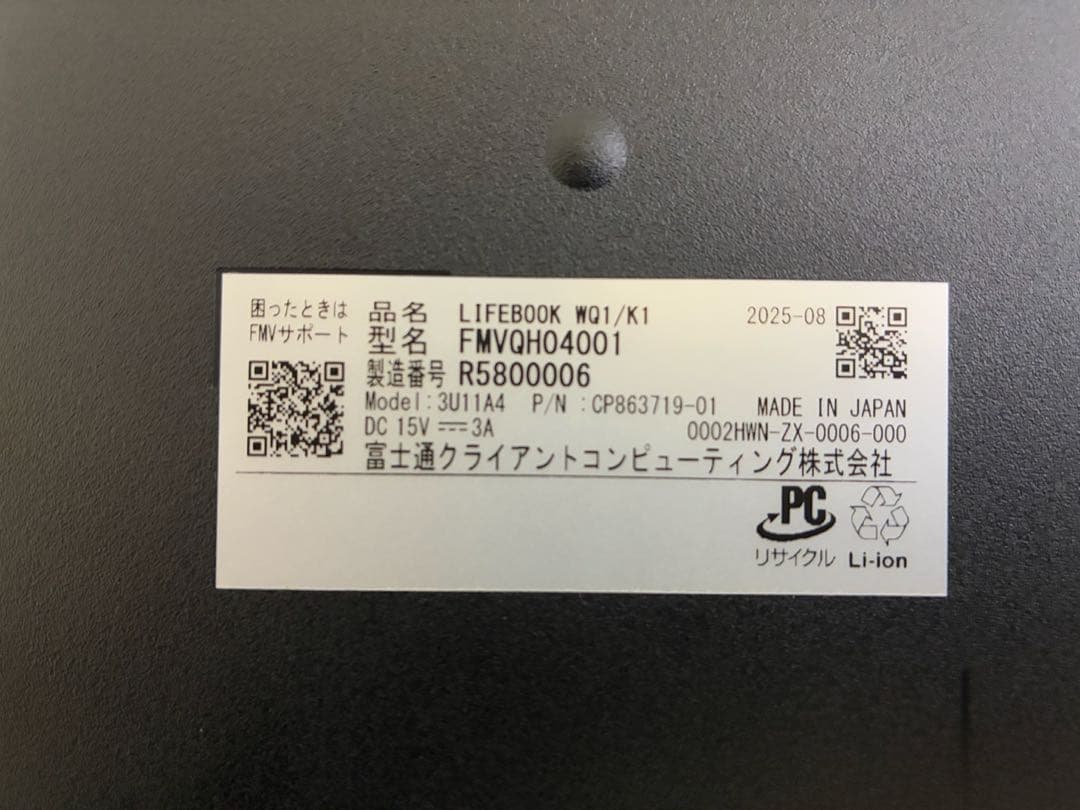 困ったときは
FMVサポート
品名 LIFEBOOK WQ1/K1
2025-08
型名 FMVQH04001
製造番号 R5800006
Model:3U11A4 P/N :CP863719-01 MADE IN JAPAN
DC 15V ⎓ 3A 0002HWN-ZX-0006-000
富士通クライアントコンピューティング株式会社
PC
リサイクル Li-ion